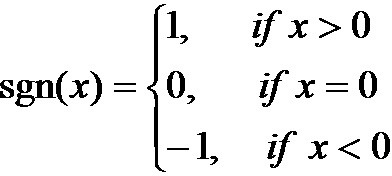 1, if x > 0
sgn(x) = { 0, if x = 0
−1, if x < 0